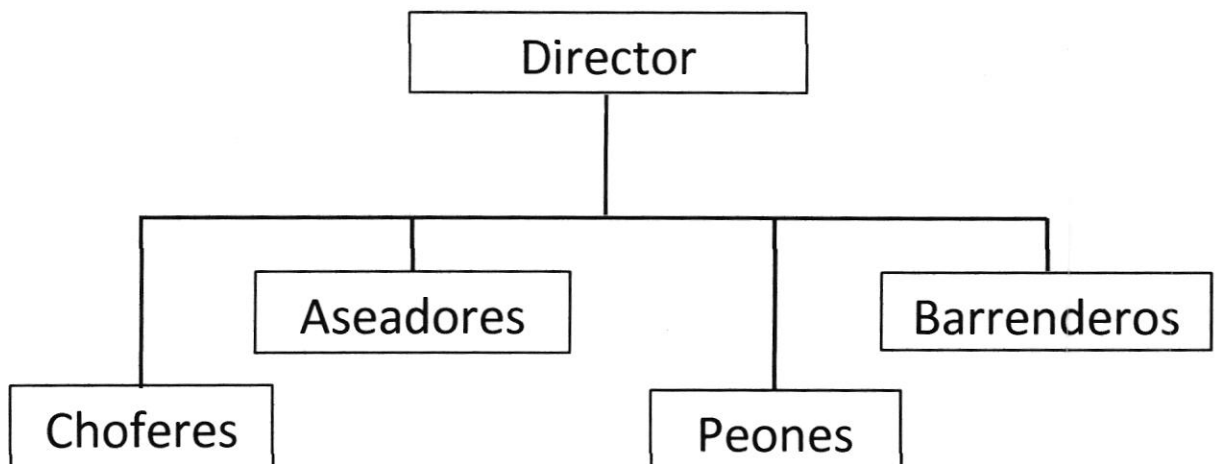 Director
Aseadores
Barrenderos
Choferes
Peones